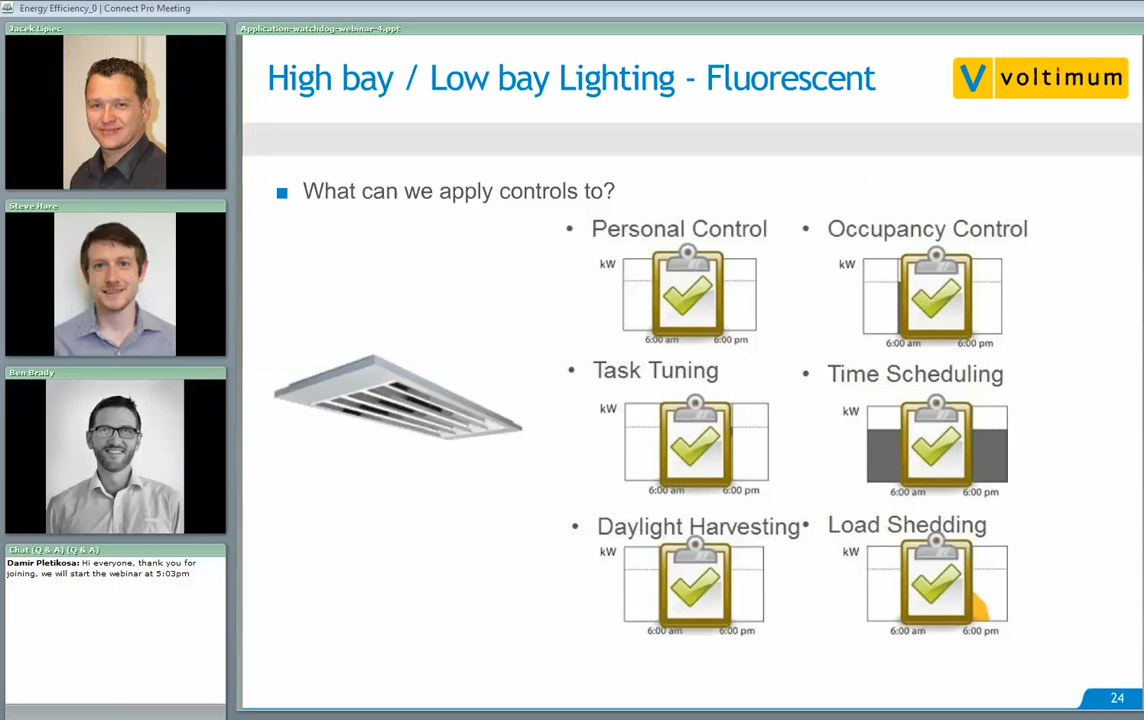 Energy Efficiency_0 | Connect Pro Meeting
Jacek Lipiec
Steve Hare
Ben Brady
Chat (Q & A) (Q & A)
Damir Pletikosa: Hi everyone, thank you for
joining, we will start the webinar at 5:03pm
Application-watchdog-webinar-4.ppt
High bay / Low bay Lighting - Fluorescent
V voltimum
■ What can we apply controls to?
• Personal Control
kW
6:00 am 6:00 pm
• Occupancy Control
kW
6:00 am 6:00 pm
• Task Tuning
kW
6:00 am 6:00 pm
• Time Scheduling
kW
6:00 am 6:00 pm
• Daylight Harvesting
kW
6:00 am 6:00 pm
• Load Shedding
kW
6:00 am 6:00 pm
24